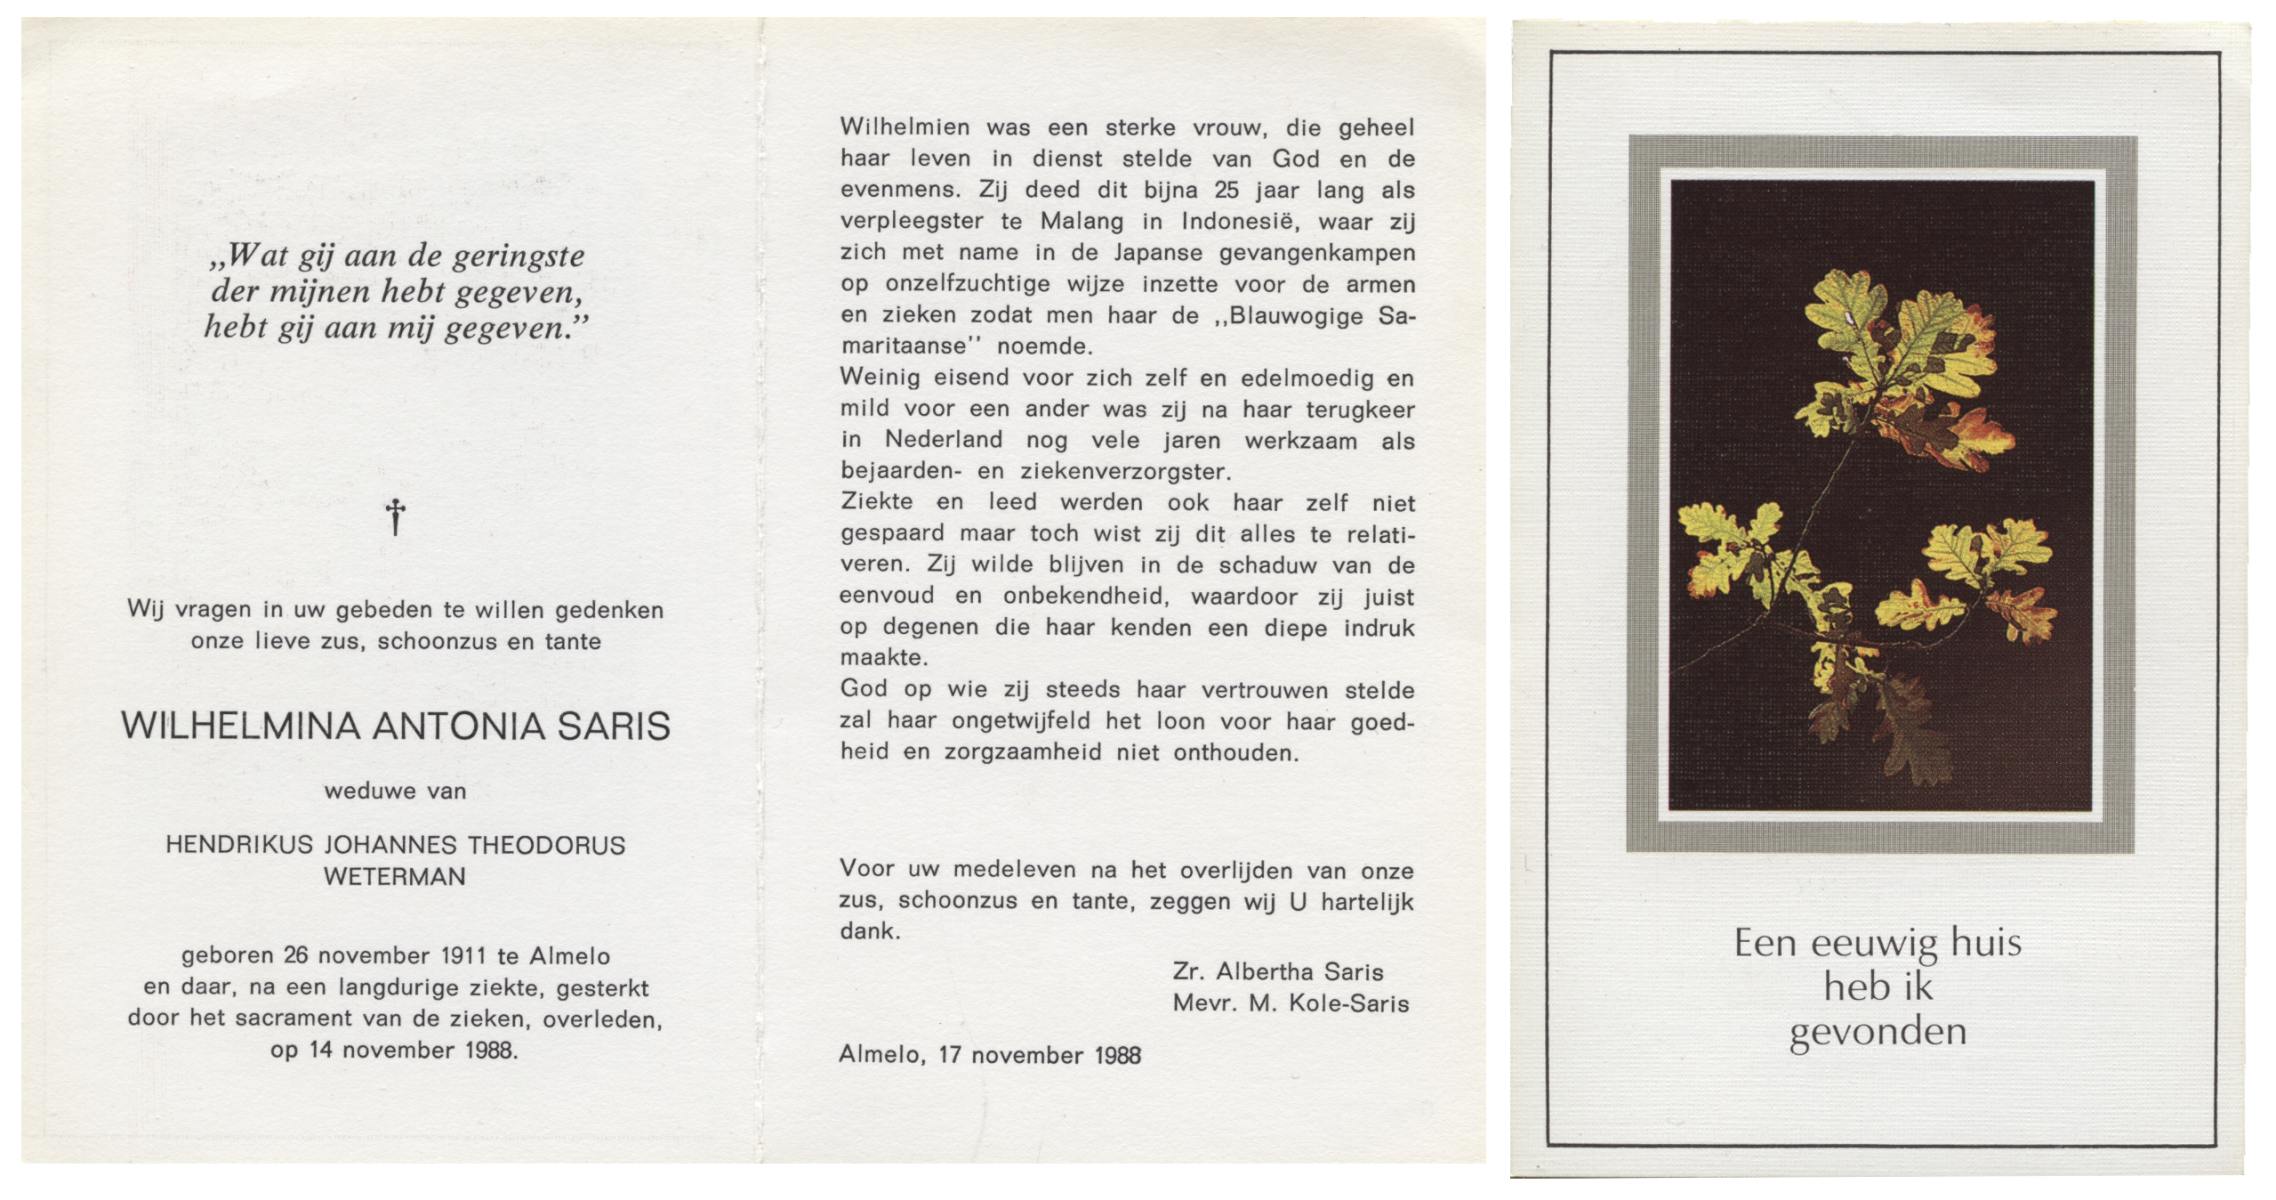 „Wat gij aan de geringste
der mijnen hebt gegeven,
hebt gij aan mij gegeven.”
†
Wij vragen in uw gebeden te willen gedenken
onze lieve zus, schoonzus en tante
WILHELMINA ANTONIA SARIS
weduwe van
HENDRIKUS JOHANNES THEODORUS
WETERMAN
geboren 26 november 1911 te Almelo
en daar, na een langdurige ziekte, gesterkt
door het sacrament van de zieken, overleden,
op 14 november 1988.
Wilhelmien was een sterke vrouw, die geheel
haar leven in dienst stelde van God en de
evenmens. Zij deed dit bijna 25 jaar lang als
verpleegster te Malang in Indonesië, waar zij
zich met name in de Japanse gevangenkampen
op onzelfzuchtige wijze inzette voor de armen
en zieken zodat men haar de ,,Blauwogige Sa-
maritaanse'' noemde.
Weinig eisend voor zich zelf en edelmoedig en
mild voor een ander was zij na haar terugkeer
in Nederland nog vele jaren werkzaam als
bejaarden- en ziekenverzorgster.
Ziekte en leed werden ook haar zelf niet
gespaard maar toch wist zij dit alles te relati-
veren. Zij wilde blijven in de schaduw van de
eenvoud en onbekendheid, waardoor zij juist
op degenen die haar kenden een diepe indruk
maakte.
God op wie zij steeds haar vertrouwen stelde
zal haar ongetwijfeld het loon voor haar goed-
heid en zorgzaamheid niet onthouden.
Voor uw medeleven na het overlijden van onze
zus, schoonzus en tante, zeggen wij U hartelijk
dank.
Zr. Albertha Saris
Mevr. M. Kole-Saris
Almelo, 17 november 1988
Een eeuwig huis
heb ik
gevonden